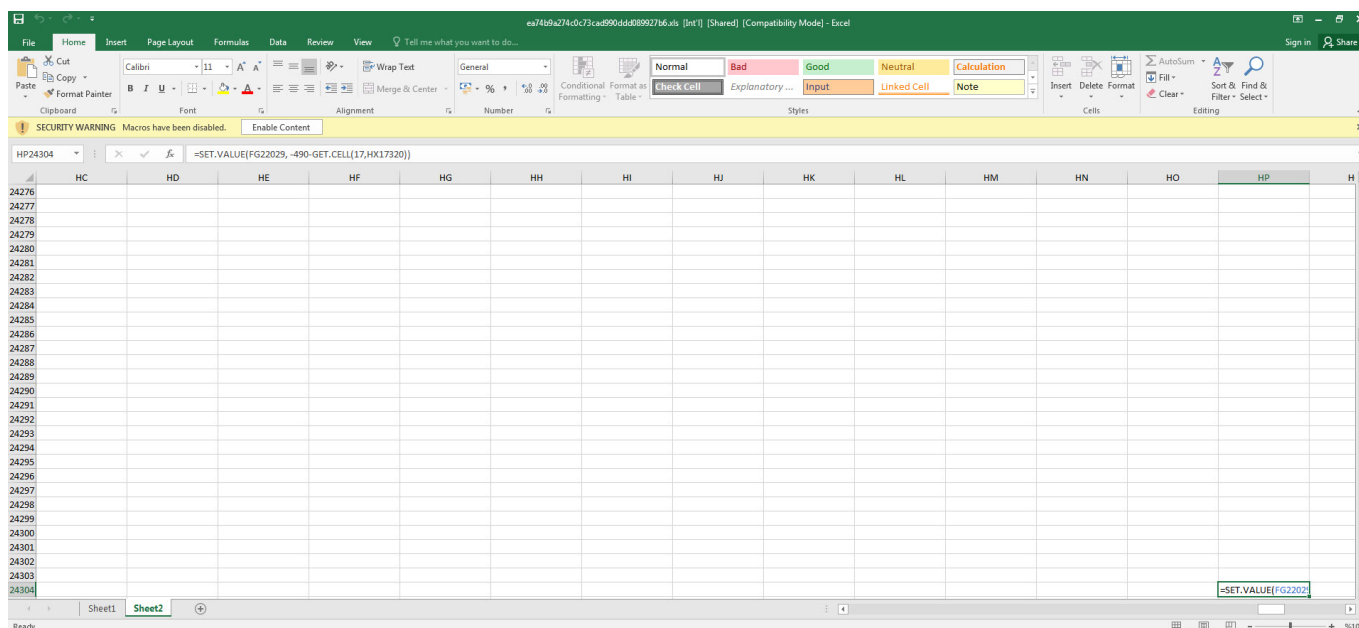 ea74b9a274c0c73cad990ddd089927b6.xls [Int'l] [Shared] [Compatibility Mode] - Excel
File Home Insert Page Layout Formulas Data Review View Tell me what you want to do... Sign in Share
Cut
Copy
Format Painter
Paste
Clipboard
Calibri 11 A A
B I U A
Font
Wrap Text
Merge & Center
Alignment
General
% ,
Number
Conditional Formatting
Format as Table
Normal Bad Good Neutral Calculation
Check Cell Explanatory ... Input Linked Cell Note
Styles
Insert Delete Format
Cells
AutoSum
Fill
Clear
Sort & Filter
Find & Select
Editing
SECURITY WARNING Macros have been disabled. Enable Content
HP24304 fx =SET.VALUE(FG22029, -490-GET.CELL(17,HX17320))
HC HD HE HF HG HH HI HJ HK HL HM HN HO HP H
24276
24277
24278
24279
24280
24281
24282
24283
24284
24285
24286
24287
24288
24289
24290
24291
24292
24293
24294
24295
24296
24297
24298
24299
24300
24301
24302
24303
24304 =SET.VALUE(FG22029
Sheet1 Sheet2
Ready %10